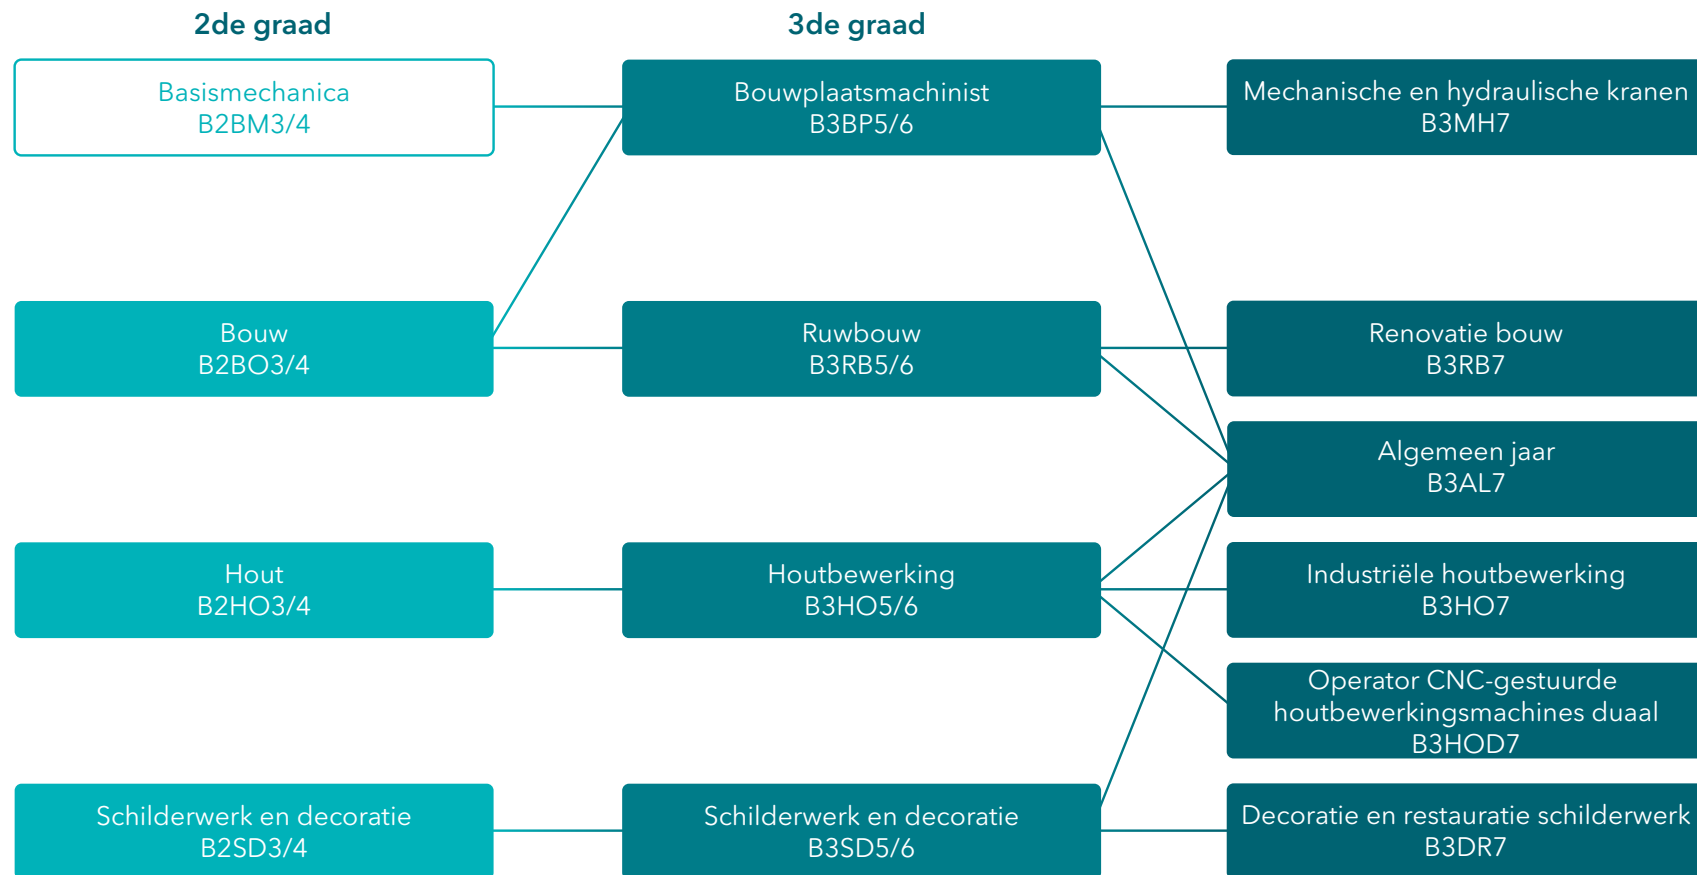 2de graad
3de graad
Basismechanica
B2BM3/4
Bouwplaatsmachinist
B3BP5/6
Mechanische en hydraulische kranen
B3MH7
Bouw
B2BO3/4
Ruwbouw
B3RB5/6
Renovatie bouw
B3RB7
Algemeen jaar
B3AL7
Hout
B2HO3/4
Houtbewerking
B3HO5/6
Industriële houtbewerking
B3HO7
Operator CNC-gestuurde
houtbewerkingsmachines duaal
B3HOD7
Schilderwerk en decoratie
B2SD3/4
Schilderwerk en decoratie
B3SD5/6
Decoratie en restauratie schilderwerk
B3DR7